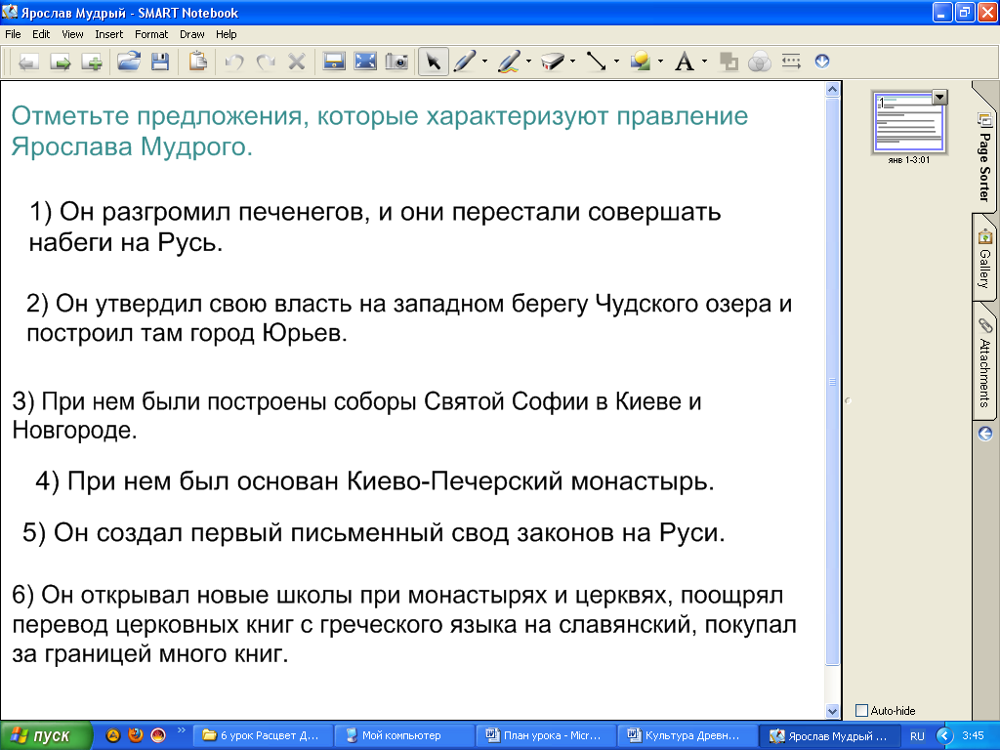 Ярослав Мудрый - SMART Notebook
File Edit View Insert Format Draw Help
Отметьте предложения, которые характеризуют правление
Ярослава Мудрого.
1) Он разгромил печенегов, и они перестали совершать
набеги на Русь.
2) Он утвердил свою власть на западном берегу Чудского озера и
построил там город Юрьев.
3) При нем были построены соборы Святой Софии в Киеве и
Новгороде.
4) При нем был основан Киево-Печерский монастырь.
5) Он создал первый письменный свод законов на Руси.
6) Он открывал новые школы при монастырях и церквях, поощрял
перевод церковных книг с греческого языка на славянский, покупал
за границей много книг.
1
янв 1-3:01
Page Sorter
Gallery
Attachments
Auto-hide
пуск
6 урок Расцвет Д...
Мой компьютер
План урока - Micr...
Культура Древн...
Ярослав Мудрый ...
RU
3:45